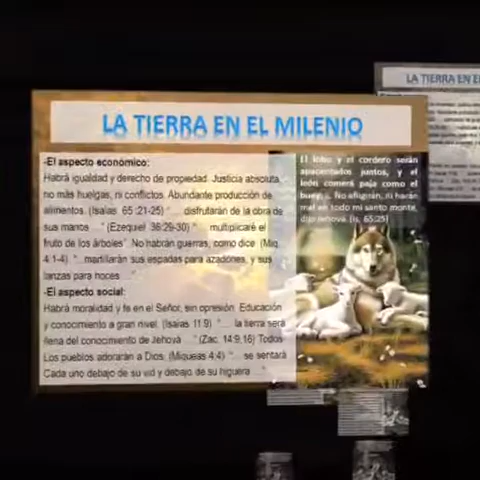 LA TIERRA EN EL MILENIO
-El aspecto económico:
Habrá igualdad y derecho de propiedad. Justicia absoluta,
no más huelgas, ni conflictos. Abundante producción de
alimentos. (Isaías 65:21-25) "... disfrutarán de la obra de
sus manos..." (Ezequiel 36:29-30) "... multiplicaré el
fruto de los árboles". No habrán guerras, como dice (Miq.
4:1-4) "...martillarán sus espadas para azadones, y sus
lanzas para hoces...
-El aspecto social:
Habrá moralidad y fe en el Señor, sin opresión. Educación
y conocimiento a gran nivel. (Isaías 11:9) "... la tierra será
llena del conocimiento de Jehová..." (Zac. 14:9,16) Todos
Los pueblos adorarán a Dios. (Miqueas 4:4) "... se sentará
Cada uno debajo de su vid y debajo de su higuera...
El lobo y el cordero serán
apacentados juntos, y el
león comerá paja como el
buey; No afligirán, ni harán
mal en todo mi santo monte,
dijo Jehová. (Is. 65:25)
LA TIERRA EN E